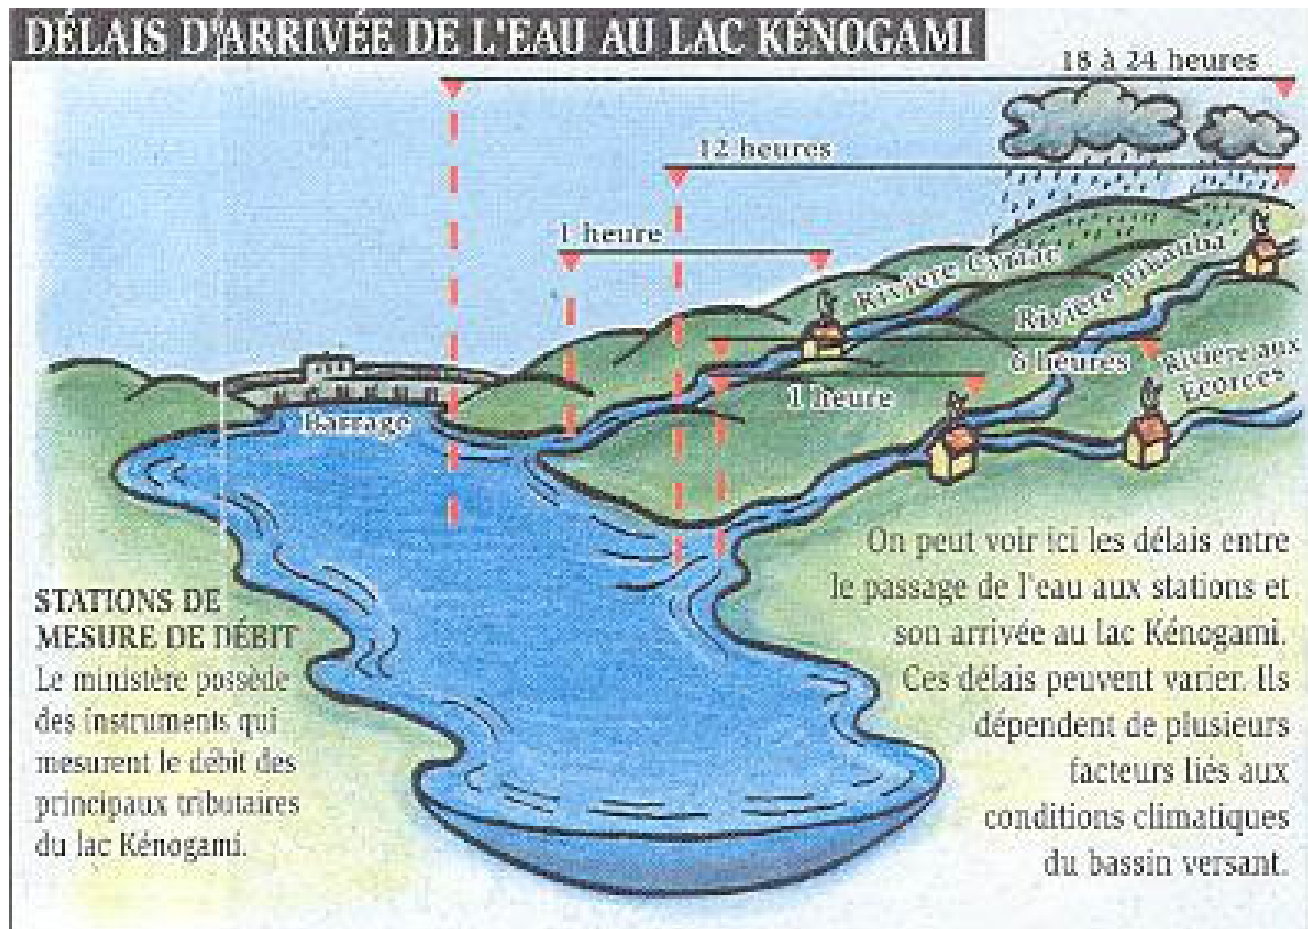 DÉLAIS D'ARRIVÉE DE L'EAU AU LAC KÉNOGAMI
18 à 24 heures
12 heures
1 heure
Rivière Cyriac
Rivière Pikauba
6 heures
Rivière aux
Écorces
1 heure
Barrage
On peut voir ici les délais entre
le passage de l'eau aux stations et
son arrivée au lac Kénogami.
Ces délais peuvent varier. Ils
dépendent de plusieurs
facteurs liés aux
conditions climatiques
du bassin versant.
STATIONS DE
MESURE DE DÉBIT
Le ministère possède
des instruments qui
mesurent le débit des
principaux tributaires
du lac Kénogami.